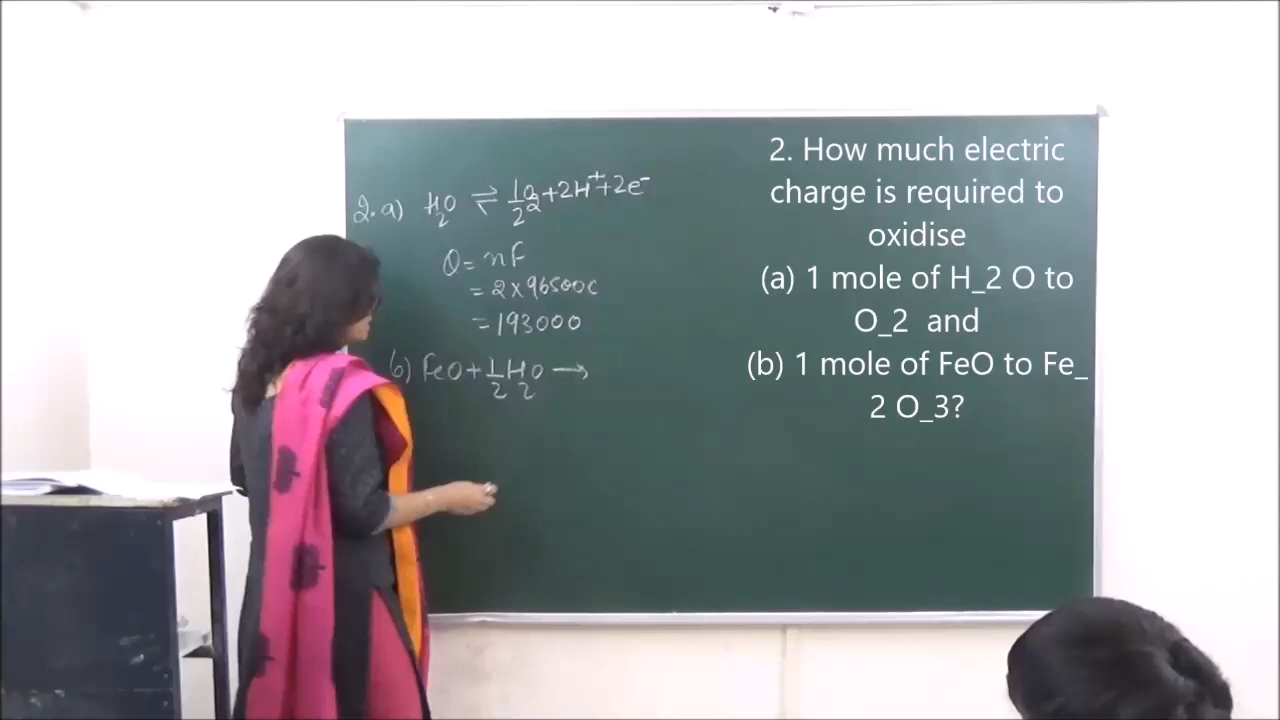 2. a) H2O ⇌ 1/2 O2 + 2H+ + 2e-
Q = nF
= 2 × 96500C
= 193000
b) FeO + 1/2 H2O →
2. How much electric
charge is required to
oxidise
(a) 1 mole of H_2 O to
O_2 and
(b) 1 mole of FeO to Fe_
2 O_3?